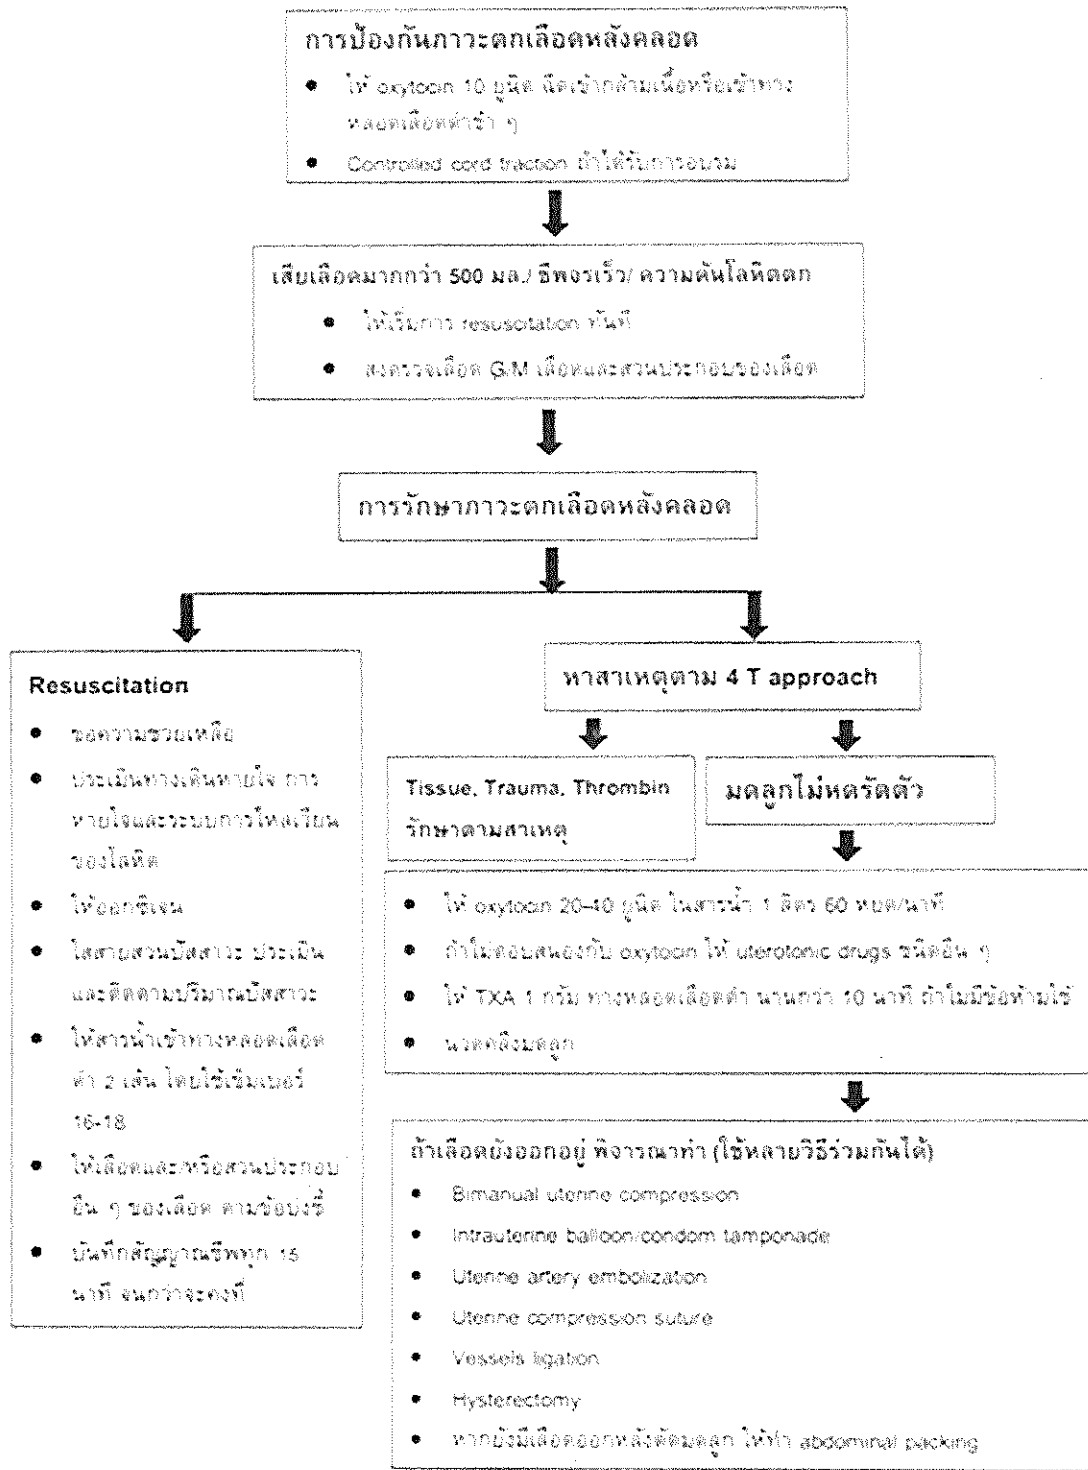 การป้องกันภาวะตกเลือดหลังคลอด
● ให้ oxytocin 10 ยูนิต ฉีดเข้ากล้ามเนื้อหรือเข้าทาง
หลอดเลือดดำช้า ๆ
● Controlled cord traction ถ้าได้รับการอบรม
เสียเลือดมากกว่า 500 มล./ ชีพจรเร็ว/ ความดันโลหิตตก
● ให้เริ่มการ resuscitation ทันที
● ส่งตรวจเลือด G/M เลือดและส่วนประกอบของเลือด
การรักษาภาวะตกเลือดหลังคลอด
Resuscitation
● ขอความช่วยเหลือ
● ประเมินทางเดินหายใจ การ
หายใจและระบบการไหลเวียน
ของโลหิต
● ให้ออกซิเจน
● ใส่สายสวนปัสสาวะ ประเมิน
และติดตามปริมาณปัสสาวะ
● ให้สารน้ำเข้าทางหลอดเลือด
ดำ 2 เส้น โดยใช้เข็มเบอร์
16-18
● ให้เลือดและ/หรือส่วนประกอบ
อื่น ๆ ของเลือด ตามข้อบ่งชี้
● บันทึกสัญญาณชีพทุก 15
นาที จนกว่าจะคงที่
หาสาเหตุตาม 4 T approach
Tissue, Trauma, Thrombin
รักษาตามสาเหตุ
มดลูกไม่หดรัดตัว
● ให้ oxytocin 20–40 ยูนิต ในสารน้ำ 1 ลิตร 60 หยด/นาที
● ถ้าไม่ตอบสนองกับ oxytocin ให้ uterotonic drugs ชนิดอื่น ๆ
● ให้ TXA 1 กรัม ทางหลอดเลือดดำ นานกว่า 10 นาที ถ้าไม่มีข้อห้ามใช้
● นวดคลึงมดลูก
ถ้าเลือดยังออกอยู่ พิจารณาทำ (ใช้หลายวิธีร่วมกันได้)
● Bimanual uterine compression
● Intrauterine balloon/condom tamponade
● Uterine artery embolization
● Uterine compression suture
● Vessels ligation
● Hysterectomy
● หากยังมีเลือดออกหลังตัดมดลูก ให้ทำ abdominal packing